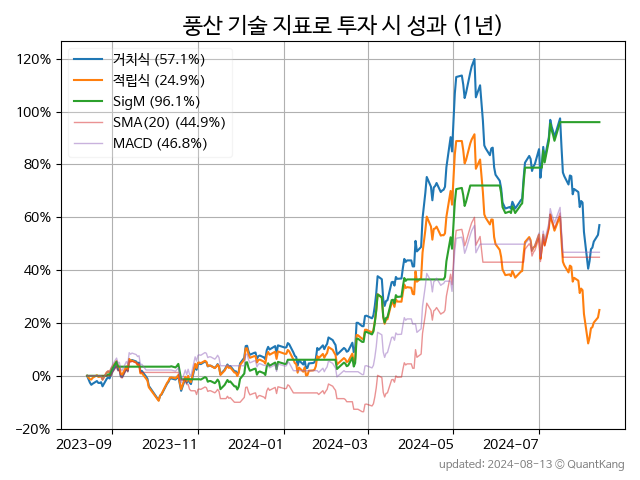 풍산 기술 지표로 투자 시 성과 (1년)
거치식 (57.1%)
적립식 (24.9%)
SigM (96.1%)
SMA(20) (44.9%)
MACD (46.8%)
120%
100%
80%
60%
40%
20%
0%
−20%
2023-09 2023-11 2024-01 2024-03 2024-05 2024-07
updated: 2024-08-13 © QuantKang